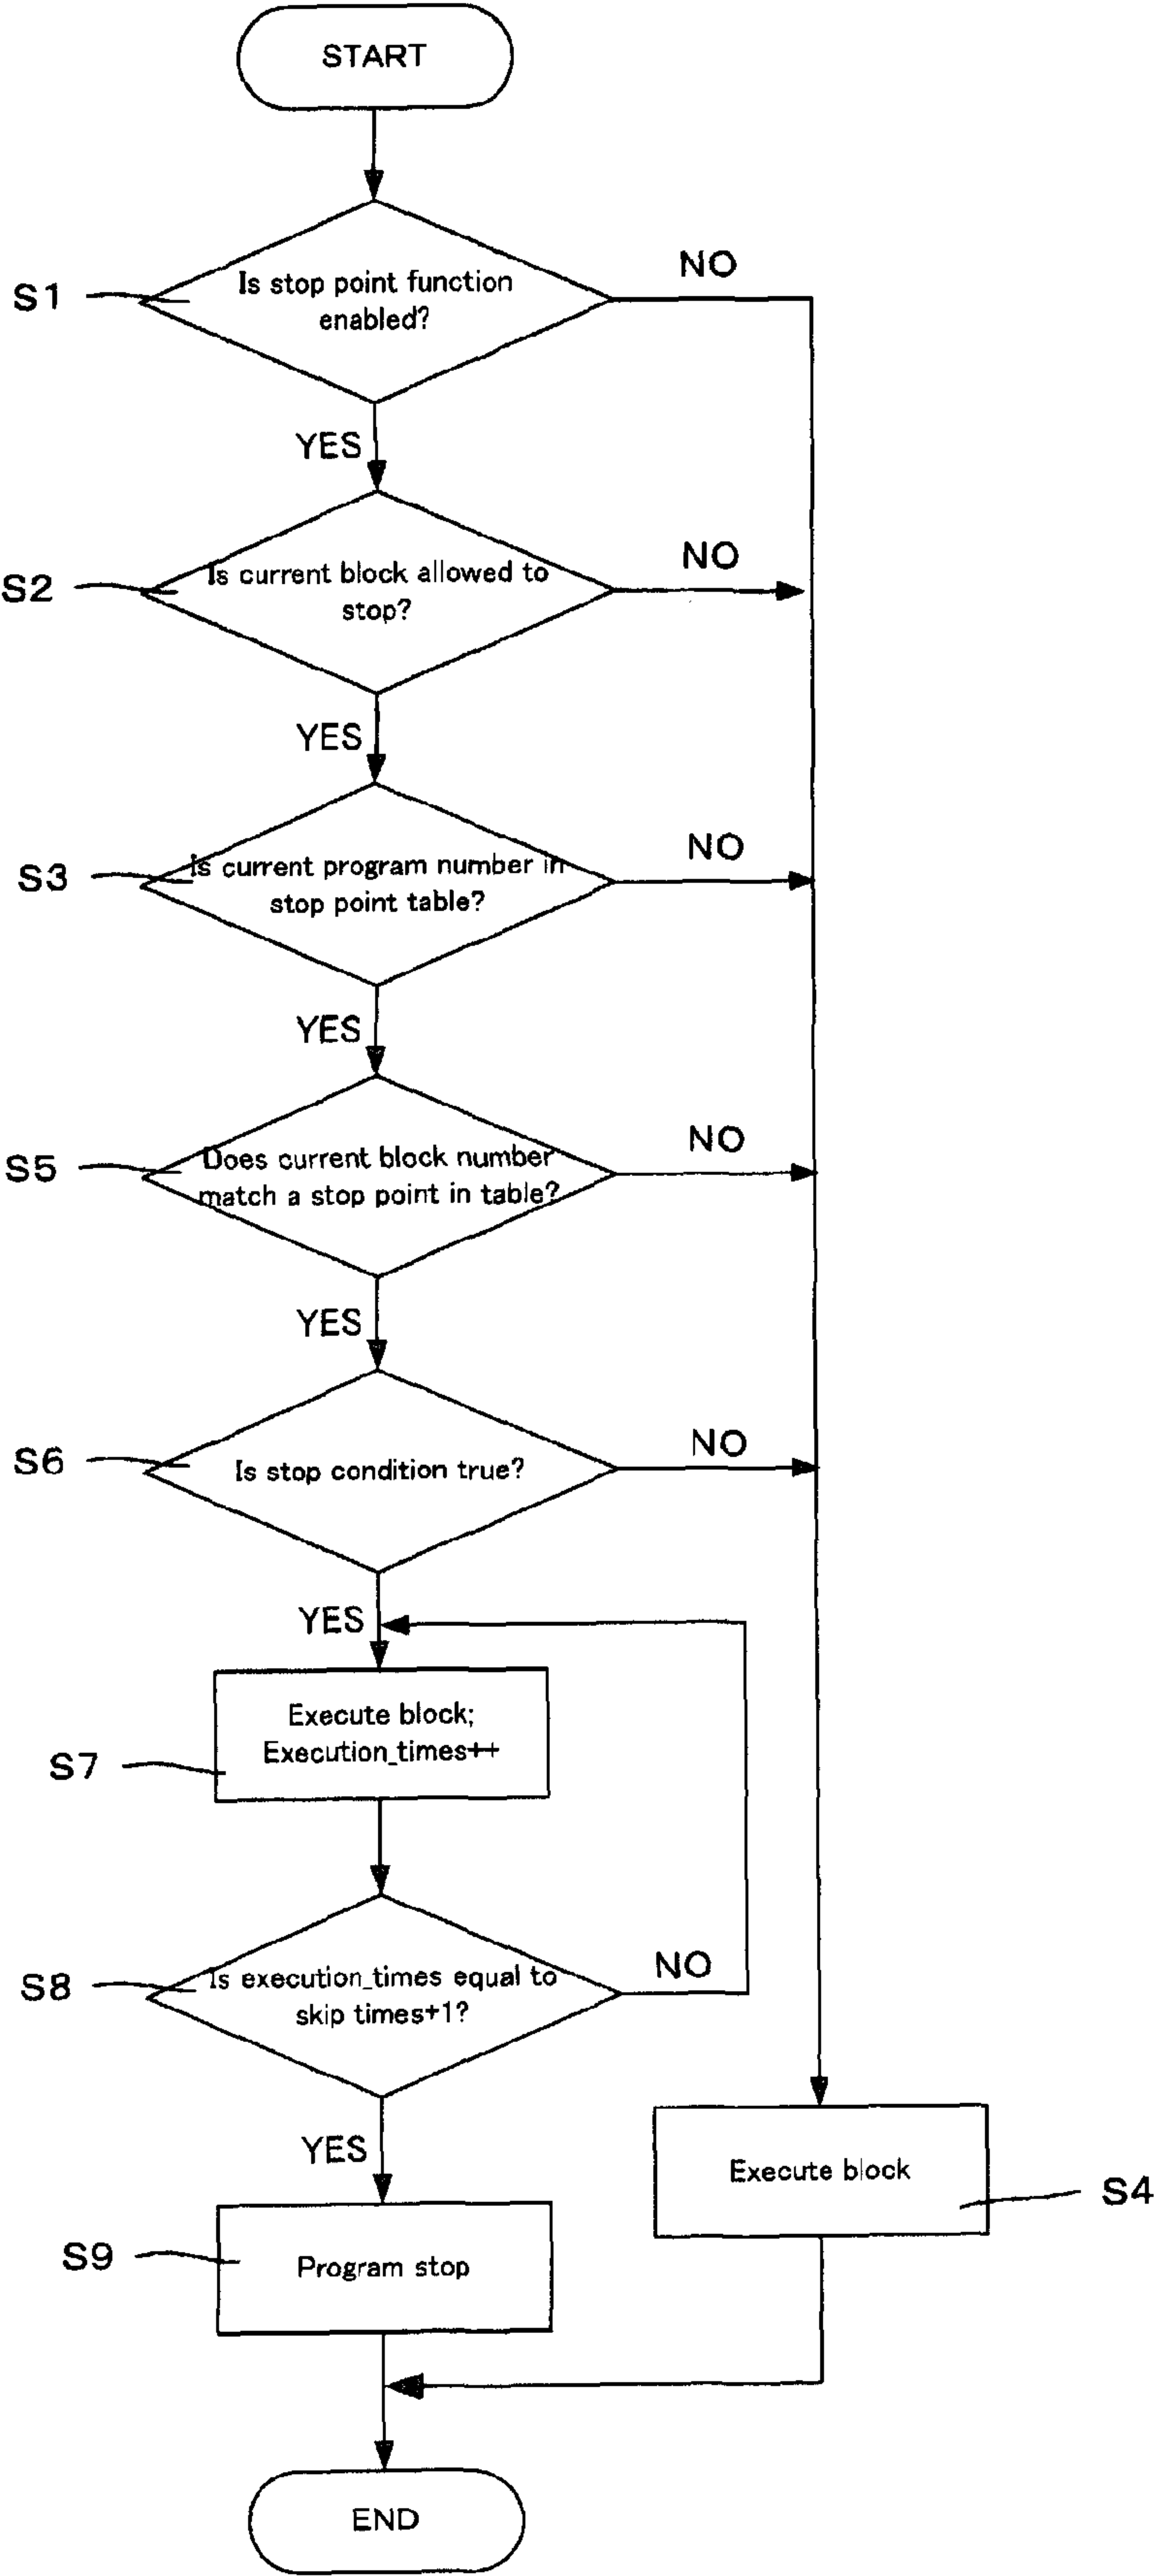 START
S1
Is stop point function
enabled?
NO
YES
S2
Is current block allowed to
stop?
NO
YES
S3
Is current program number in
stop point table?
NO
YES
S5
Does current block number
match a stop point in table?
NO
YES
S6
Is stop condition true?
NO
YES
S7
Execute block;
Execution_times++
S8
Is execution_times equal to
skip times+1?
NO
YES
S9
Program stop
Execute block
S4
END